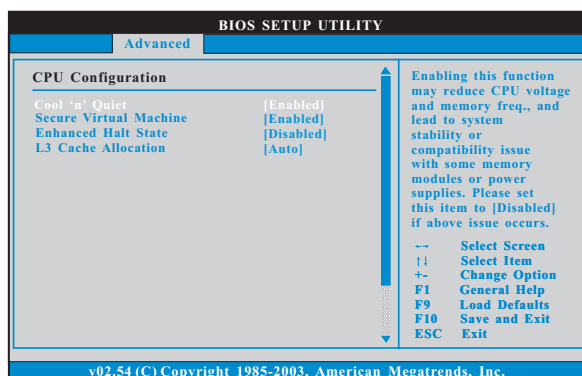 BIOS SETUP UTILITY
Advanced
CPU Configuration
Cool ‘n’ Quiet [Enabled]
Secure Virtual Machine [Enabled]
Enhanced Halt State [Disabled]
L3 Cache Allocation [Auto]
Enabling this function
may reduce CPU voltage
and memory freq., and
lead to system
stability or
compatibility issue
with some memory
modules or power
supplies. Please set
this item to [Disabled]
if above issue occurs.
←→ Select Screen
↑↓ Select Item
+- Change Option
F1 General Help
F9 Load Defaults
F10 Save and Exit
ESC Exit
v02.54 (C) Copyright 1985-2003, American Megatrends, Inc.